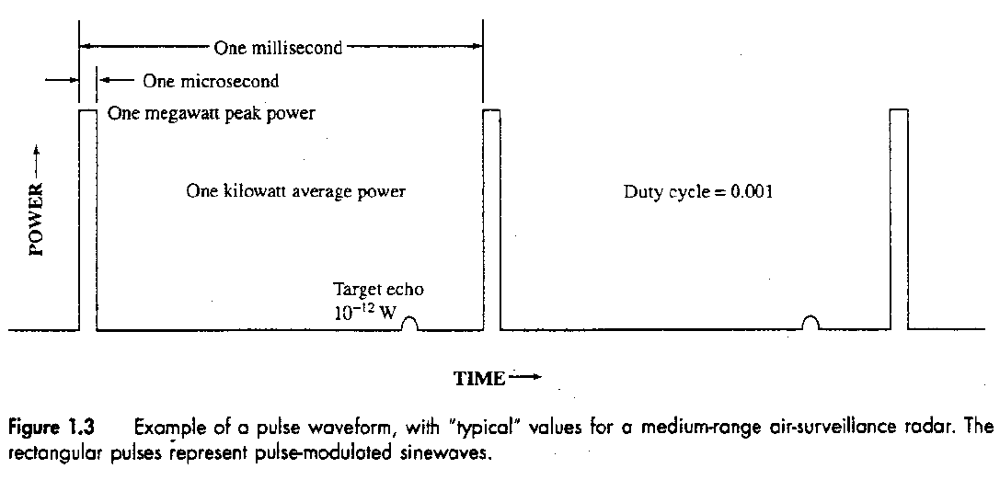 One millisecond
One microsecond
One megawatt peak power
POWER
One kilowatt average power
Duty cycle = 0.001
Target echo
10⁻¹² W
TIME
Figure 1.3 Example of a pulse waveform, with "typical" values for a medium-range air-surveillance radar. The
rectangular pulses represent pulse-modulated sinewaves.